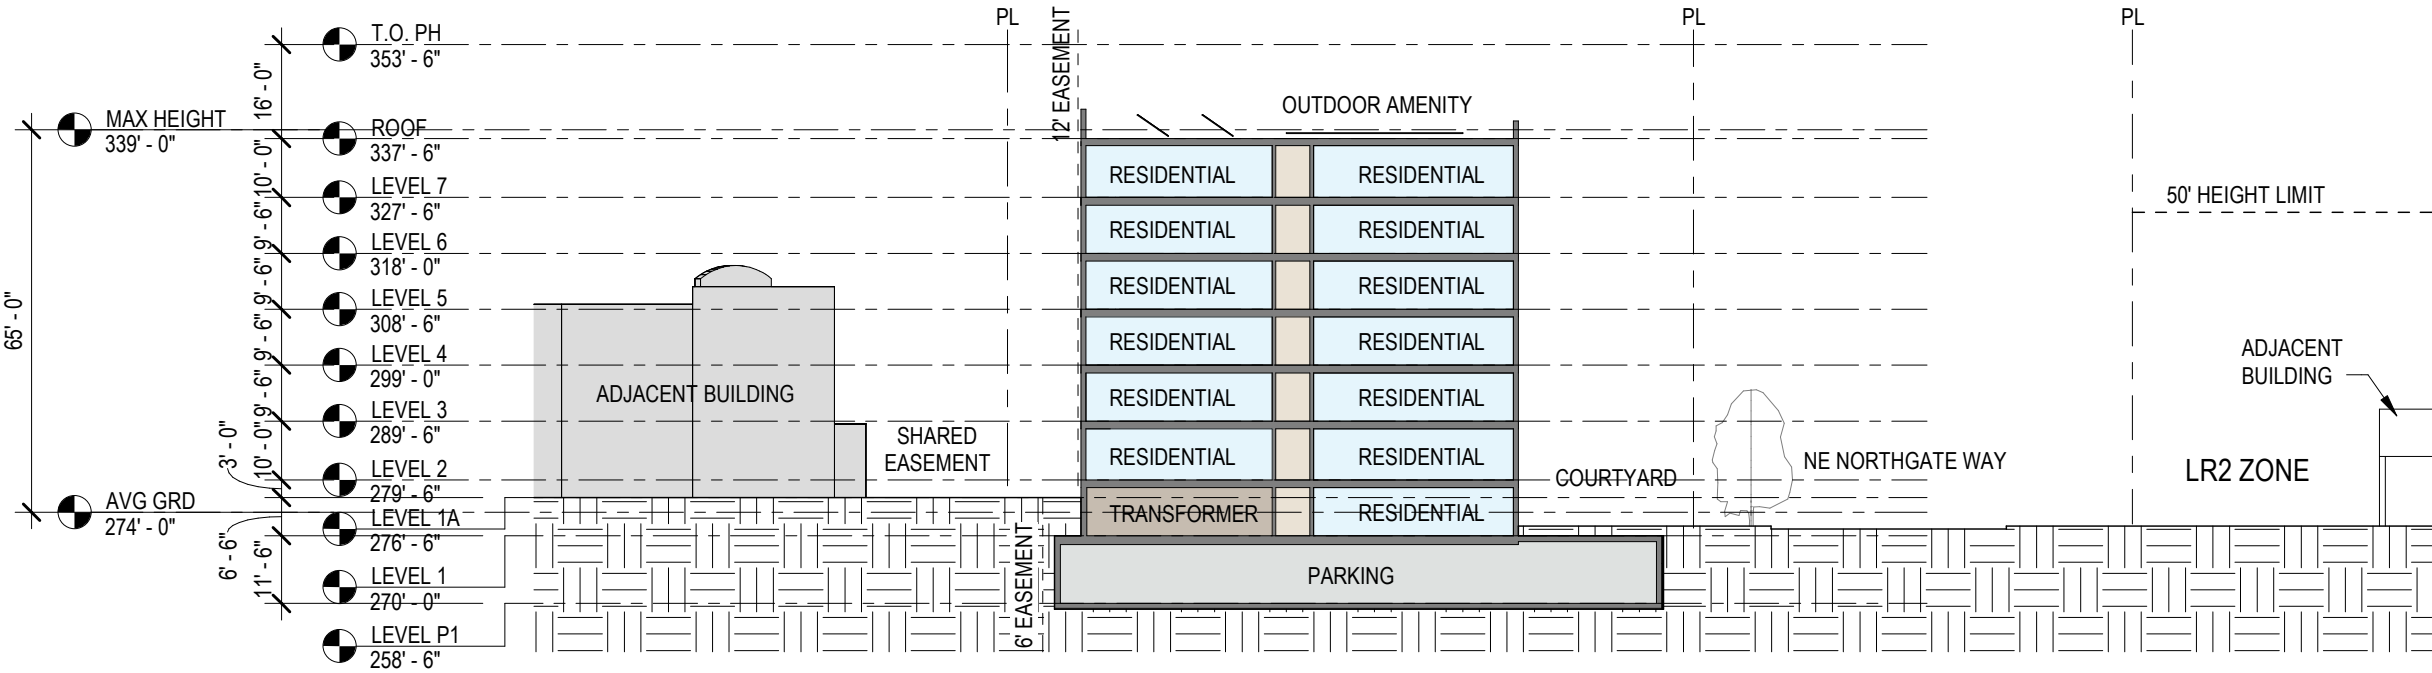 PL
PL
PL
12' EASEMENT
T.O. PH
353' - 6"
16' - 0"
MAX HEIGHT
339' - 0"
ROOF
337' - 6"
OUTDOOR AMENITY
10' - 0"
LEVEL 7
327' - 6"
RESIDENTIAL
RESIDENTIAL
50' HEIGHT LIMIT
9' - 6"
LEVEL 6
318' - 0"
RESIDENTIAL
RESIDENTIAL
9' - 6"
LEVEL 5
308' - 6"
RESIDENTIAL
RESIDENTIAL
65' - 0"
9' - 6"
LEVEL 4
299' - 0"
RESIDENTIAL
RESIDENTIAL
ADJACENT
BUILDING
9' - 6"
LEVEL 3
289' - 6"
ADJACENT BUILDING
RESIDENTIAL
RESIDENTIAL
9' - 6"
3' - 0"
10' - 0"
LEVEL 2
279' - 6"
SHARED
EASEMENT
RESIDENTIAL
RESIDENTIAL
COURTYARD
NE NORTHGATE WAY
LR2 ZONE
AVG GRD
274' - 0"
LEVEL 1A
276' - 6"
TRANSFORMER
RESIDENTIAL
6' - 6"
11' - 6"
LEVEL 1
270' - 0"
6' EASEMENT
PARKING
LEVEL P1
258' - 6"